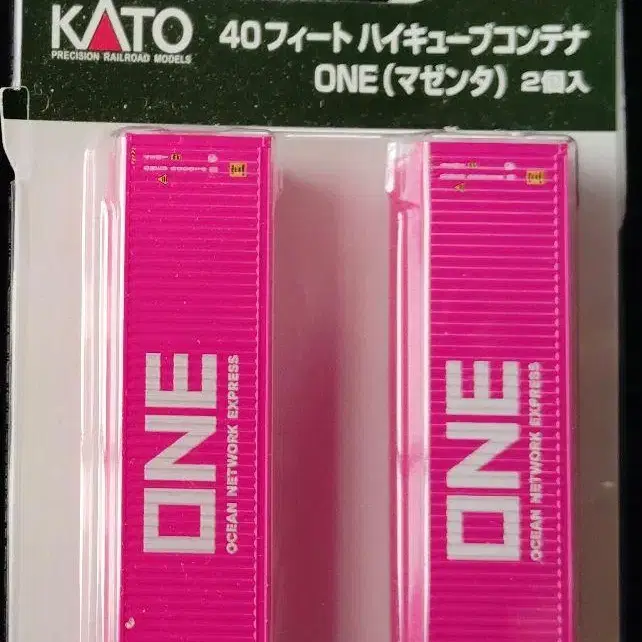 KATO
PRECISION RAILROAD MODELS
40フィートハイキューブコンテナ
ONE(マゼンタ) 2個入
ONE
OCEAN NETWORK EXPRESS
ONE
OCEAN NETWORK EXPRESS